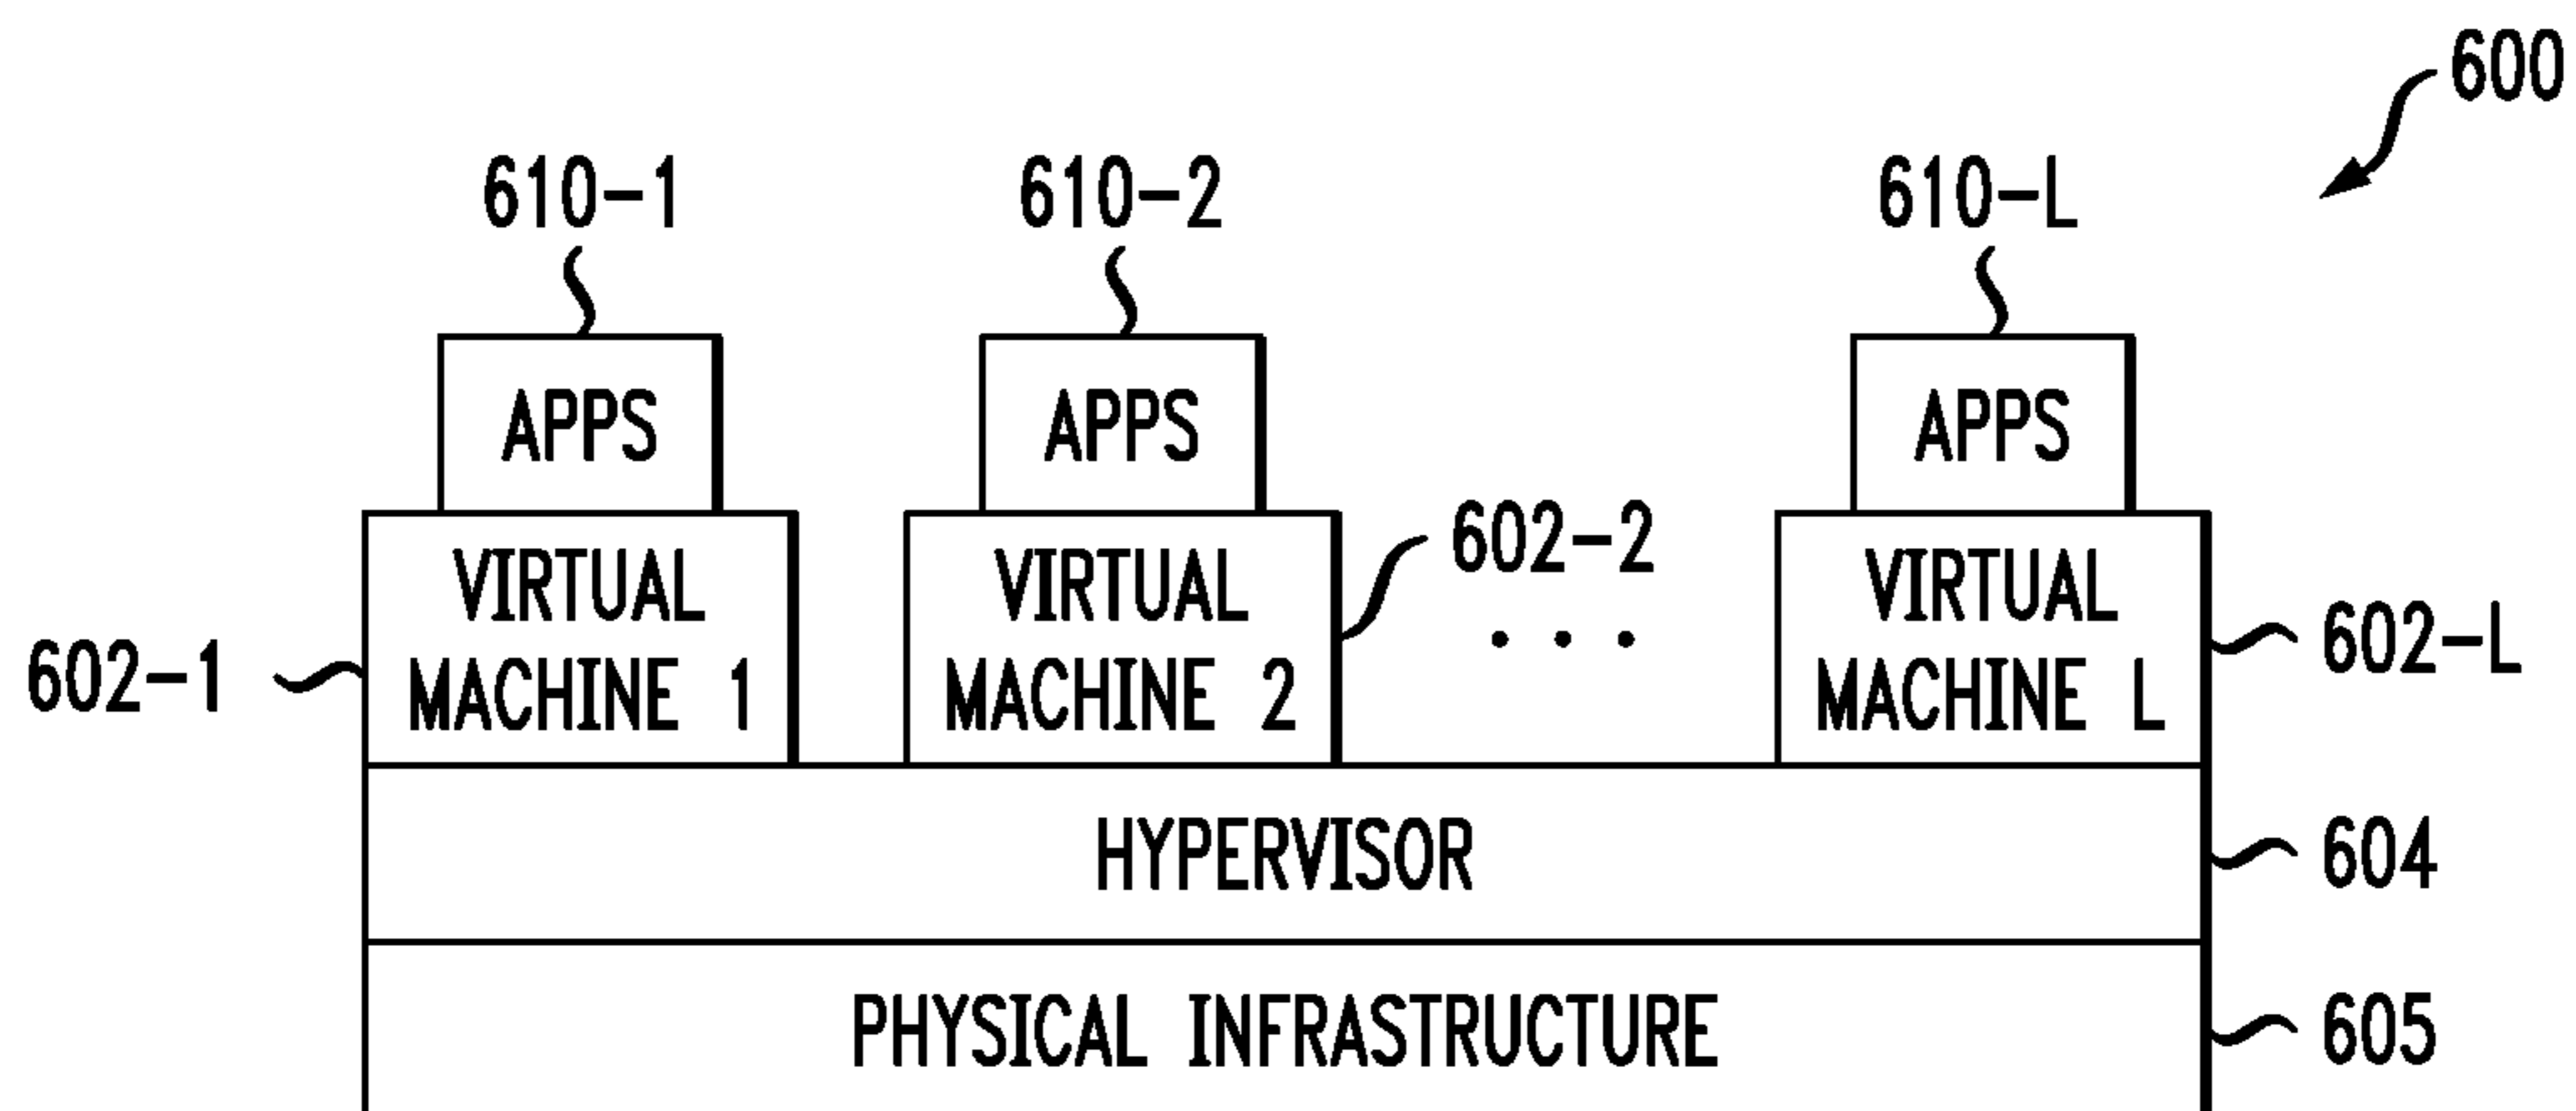 600
610-1
610-2
610-L
APPS
APPS
APPS
602-1
VIRTUAL
MACHINE 1
VIRTUAL
MACHINE 2
602-2
...
VIRTUAL
MACHINE L
602-L
HYPERVISOR
604
PHYSICAL INFRASTRUCTURE
605